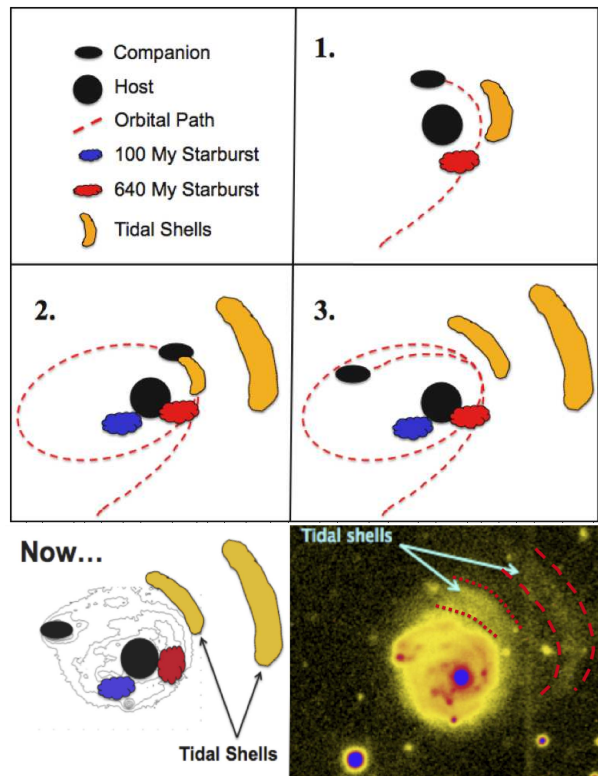 Companion
Host
Orbital Path
100 My Starburst
640 My Starburst
Tidal Shells
1.
2.
3.
Now...
Tidal Shells
Tidal shells